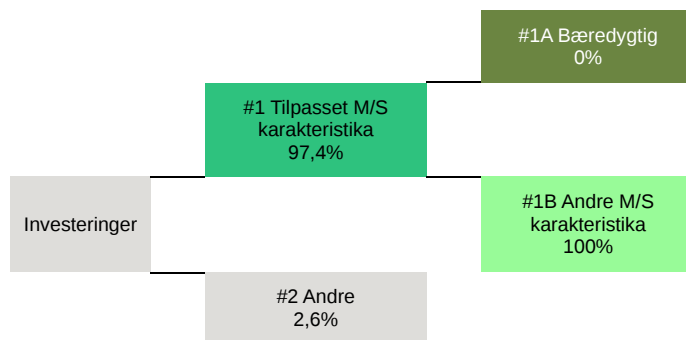 #1A Bæredygtig
0%
#1 Tilpasset M/S
karakteristika
97,4%
Investeringer
#1B Andre M/S
karakteristika
100%
#2 Andre
2,6%